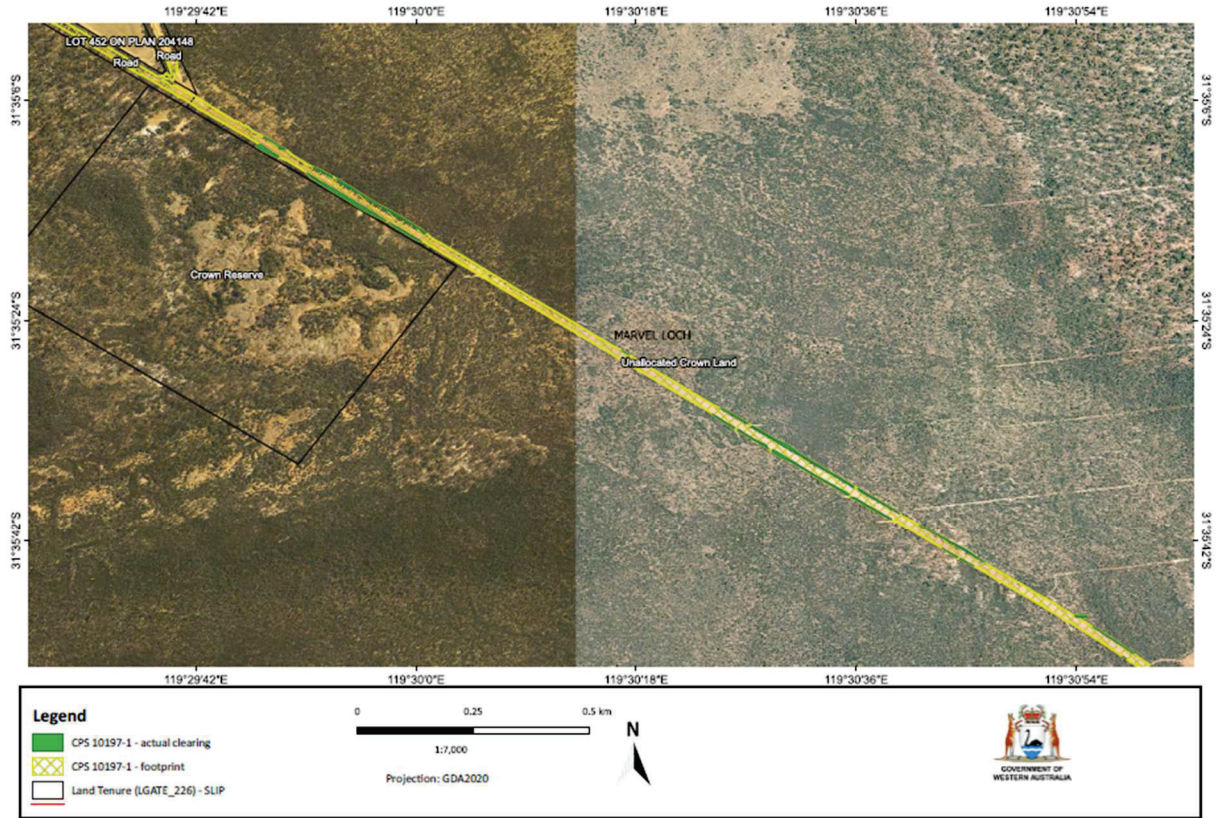 119°29'42"E
119°30'0"E
119°30'18"E
119°30'36"E
119°30'54"E
LOT 452 ON PLAN 204148
Road
Road
31°35'6"S
31°35'6"S
Crown Reserve
31°35'24"S
31°35'24"S
MARVEL LOCH
Unallocated Crown Land
31°35'42"S
31°35'42"S
119°29'42"E
119°30'0"E
119°30'18"E
119°30'36"E
119°30'54"E
Legend
CPS 10197-1 - actual clearing
CPS 10197-1 - footprint
Land Tenure (LGATE_226) - SLIP
0 0.25 0.5 km
1:7,000
Projection: GDA2020
N
GOVERNMENT OF
WESTERN AUSTRALIA